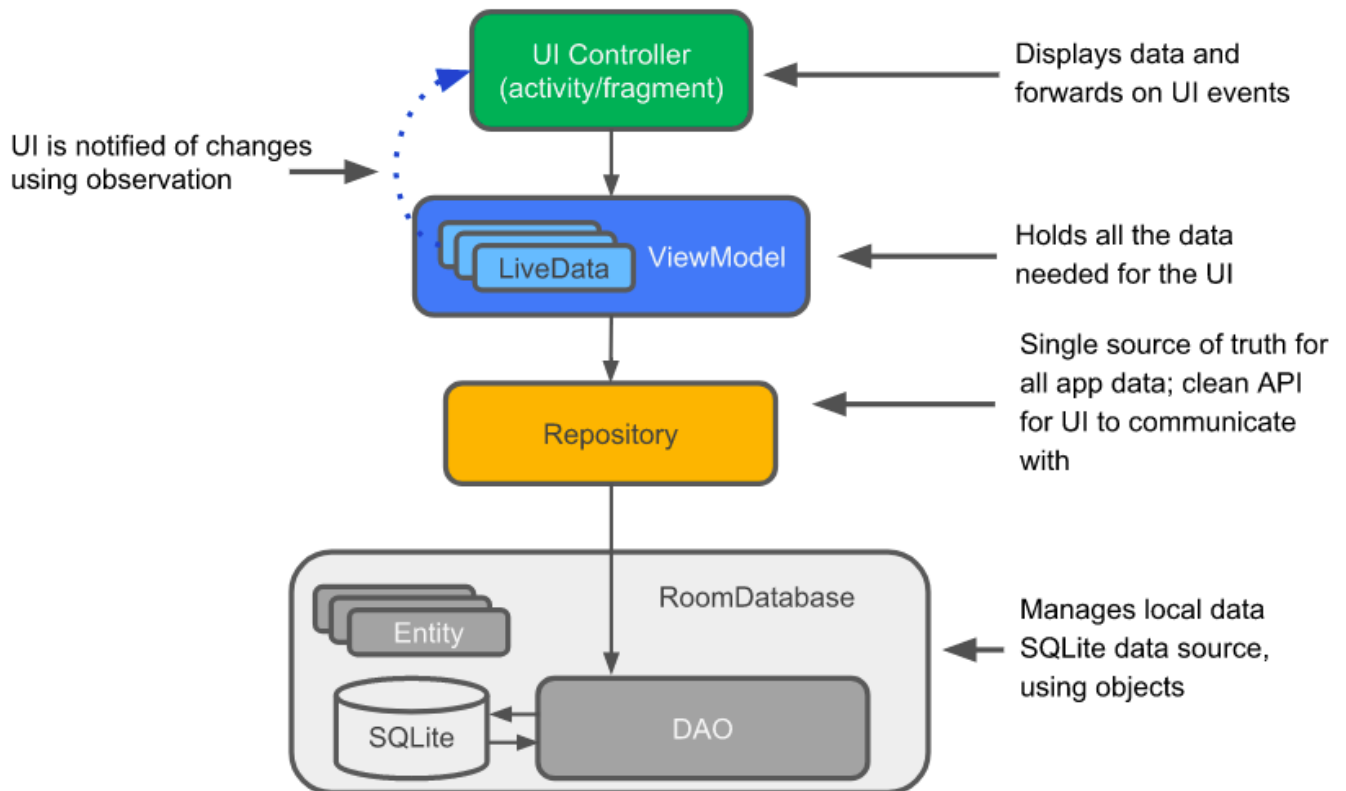 UI Controller
(activity/fragment)
Displays data and
forwards on UI events
UI is notified of changes
using observation
LiveData
ViewModel
Holds all the data
needed for the UI
Single source of truth for
all app data; clean API
for UI to communicate
with
Repository
RoomDatabase
Entity
Manages local data
SQLite data source,
using objects
SQLite
DAO